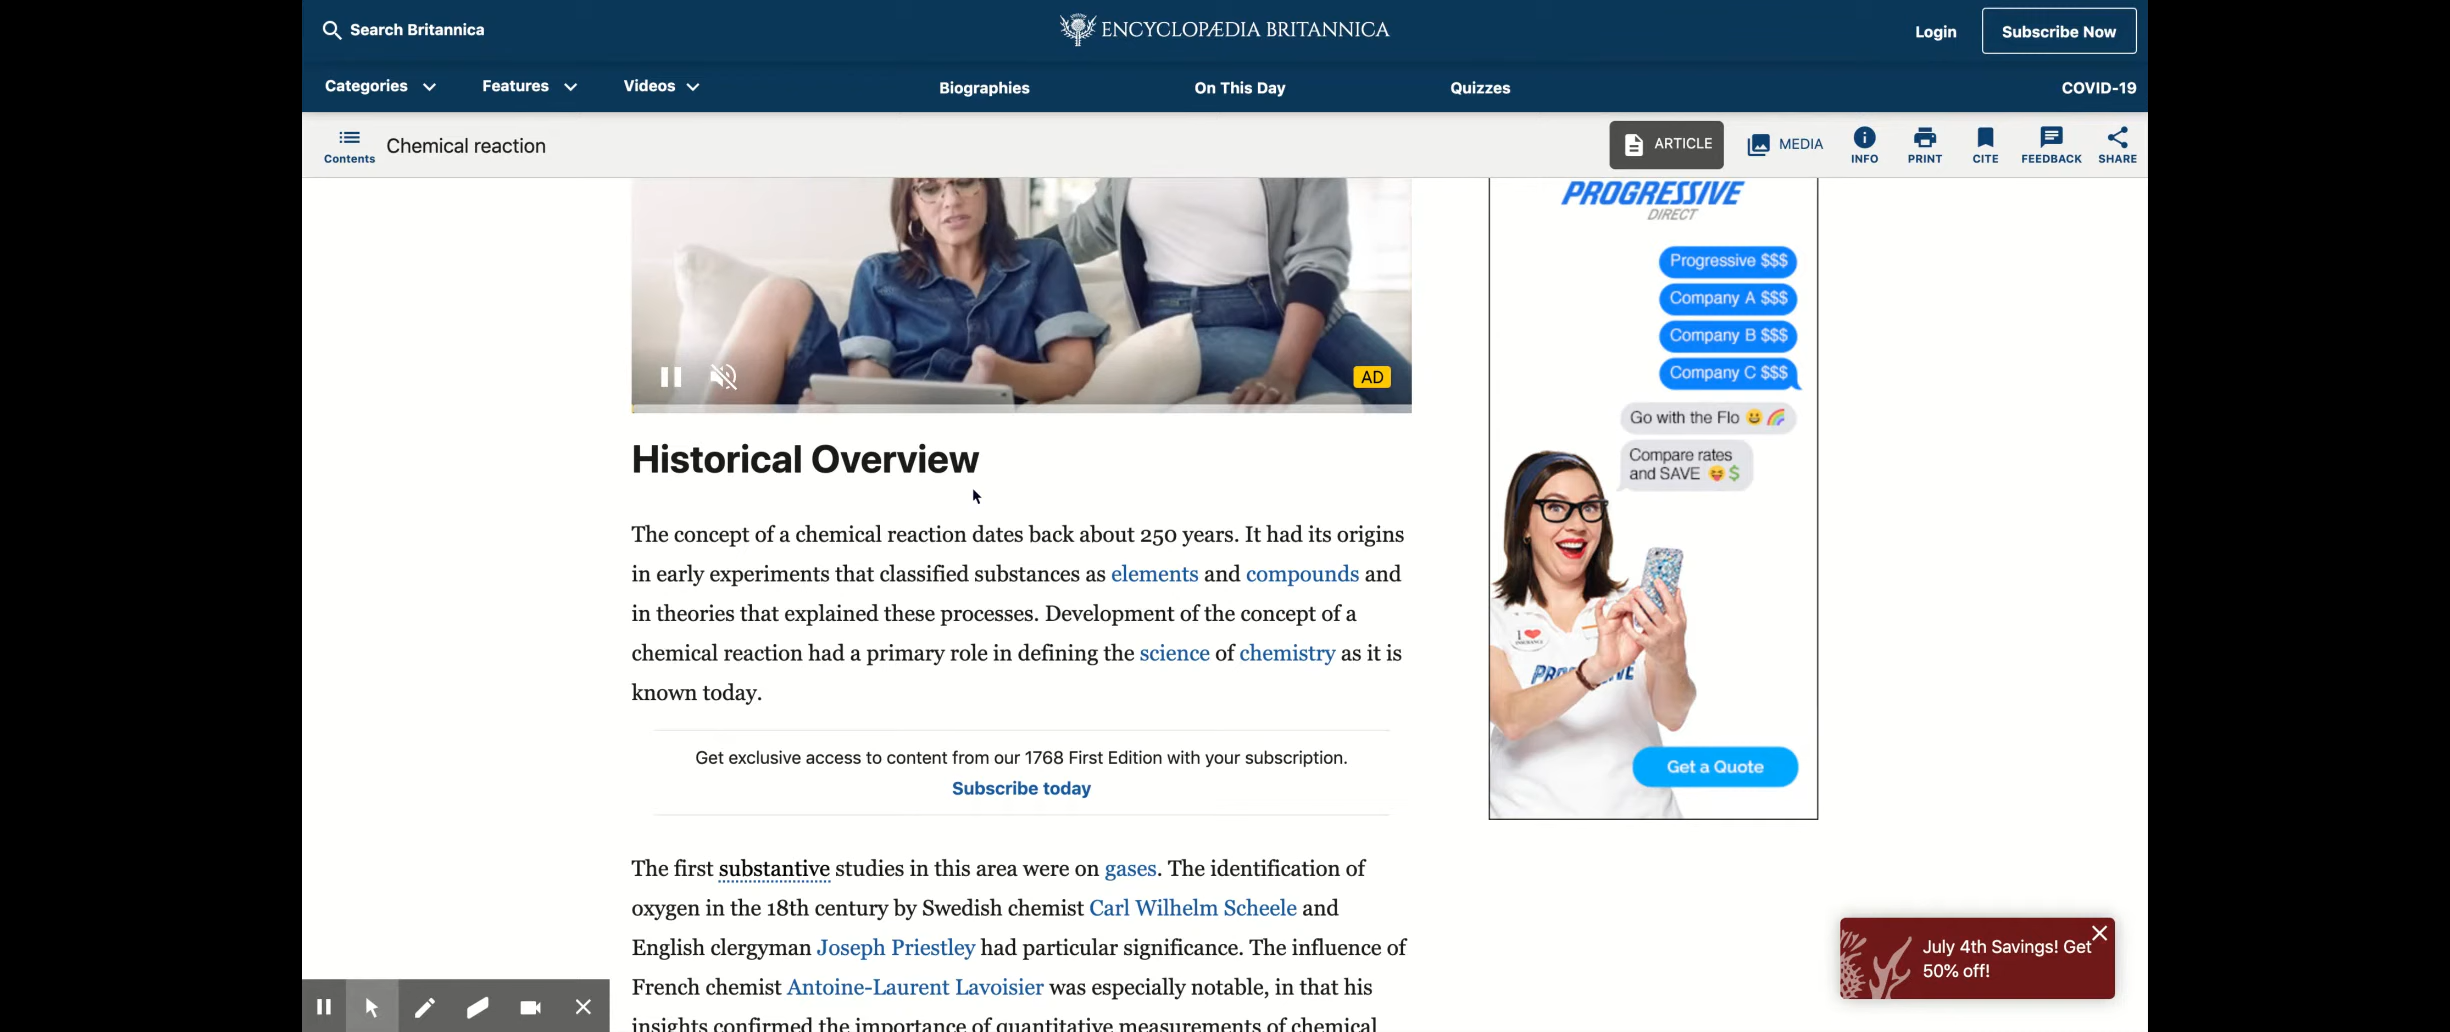 Search Britannica
ENCYCLOPÆDIA BRITANNICA
Login
Subscribe Now
Categories
Features
Videos
Biographies
On This Day
Quizzes
COVID-19
Contents
Chemical reaction
ARTICLE
MEDIA
INFO
PRINT
CITE
FEEDBACK
SHARE
AD
Historical Overview
The concept of a chemical reaction dates back about 250 years. It had its origins
in early experiments that classified substances as elements and compounds and
in theories that explained these processes. Development of the concept of a
chemical reaction had a primary role in defining the science of chemistry as it is
known today.
Get exclusive access to content from our 1768 First Edition with your subscription.
Subscribe today
The first substantive studies in this area were on gases. The identification of
oxygen in the 18th century by Swedish chemist Carl Wilhelm Scheele and
English clergyman Joseph Priestley had particular significance. The influence of
French chemist Antoine-Laurent Lavoisier was especially notable, in that his
insights confirmed the importance of quantitative measurements of chemical
PROGRESSIVE
DIRECT
Progressive $$$
Company A $$$
Company B $$$
Company C $$$
Go with the Flo 😀 🌈
Compare rates
and SAVE 😝 $
I ❤ INSURANCE
Get a Quote
July 4th Savings! Get
50% off!